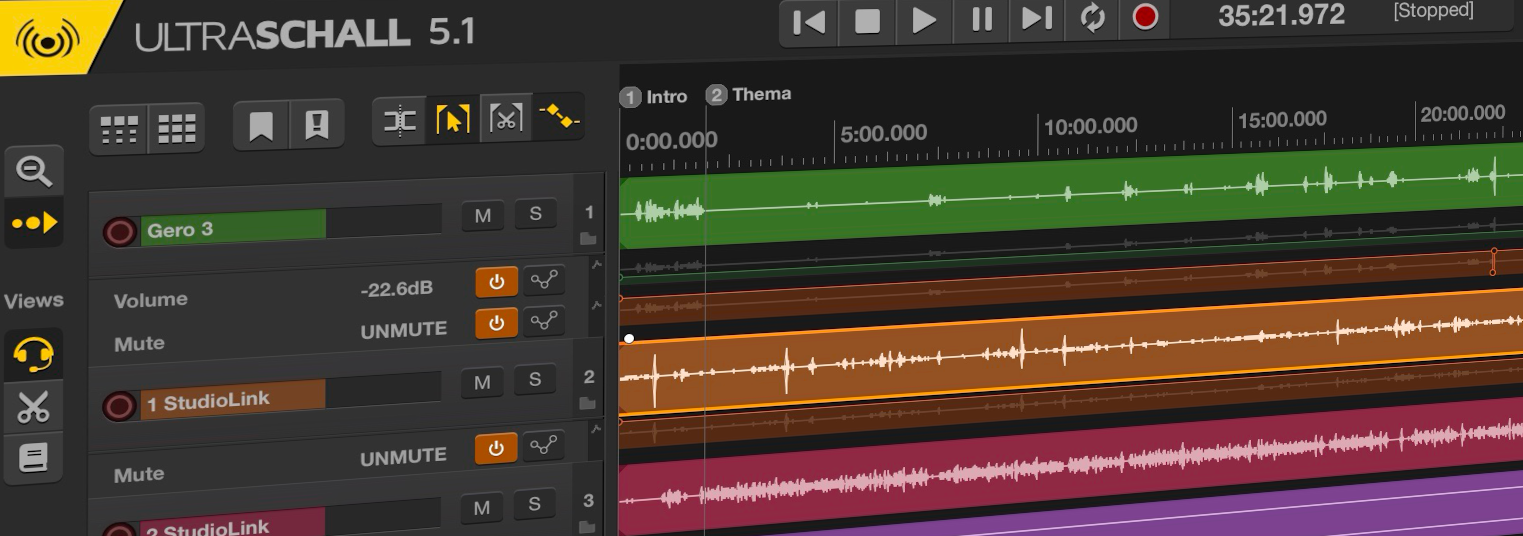 ULTRASCHALL 5.1
35:21.972
[Stopped]
1 Intro
2 Thema
0:00.000
5:00.000
10:00.000
15:00.000
20:00.000
Gero 3
M
S
1
Volume
-22.6dB
Mute
UNMUTE
1 StudioLink
M
S
2
Views
Mute
UNMUTE
2 StudioLink
M
S
3